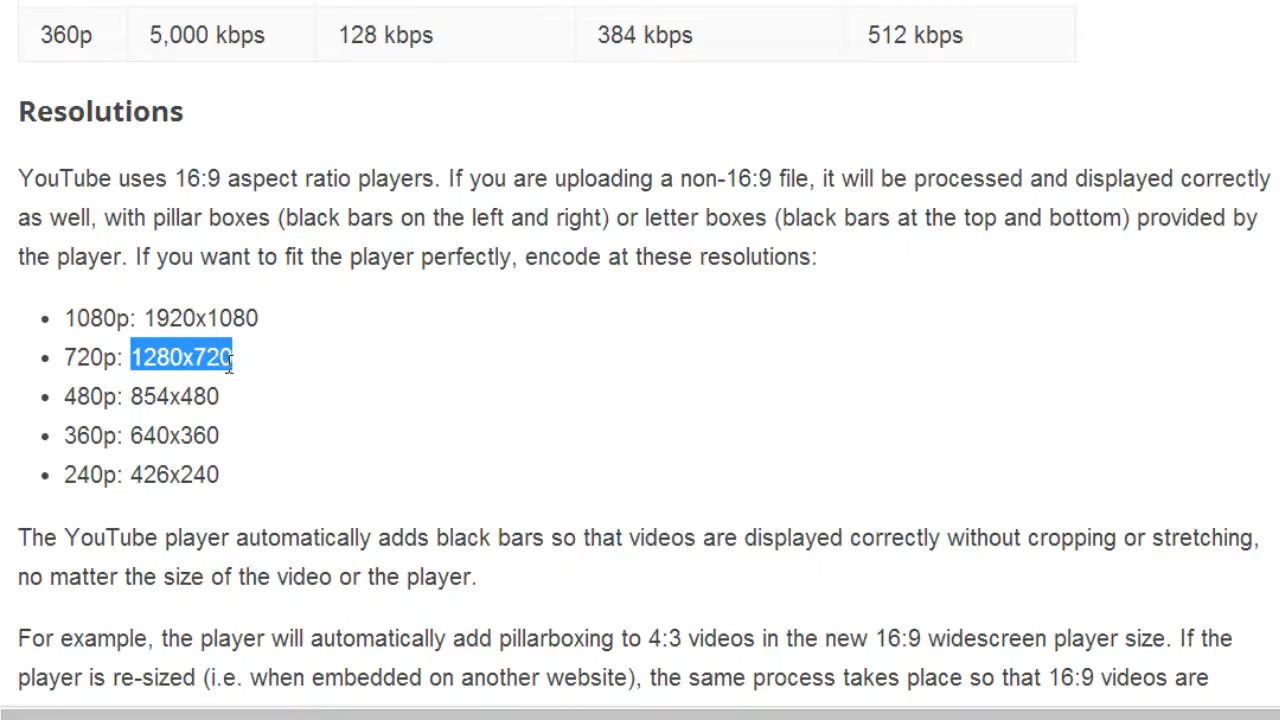 360p 5,000 kbps 128 kbps 384 kbps 512 kbps
Resolutions
YouTube uses 16:9 aspect ratio players. If you are uploading a non-16:9 file, it will be processed and displayed correctly
as well, with pillar boxes (black bars on the left and right) or letter boxes (black bars at the top and bottom) provided by
the player. If you want to fit the player perfectly, encode at these resolutions:
• 1080p: 1920x1080
• 720p: 1280x720
• 480p: 854x480
• 360p: 640x360
• 240p: 426x240
The YouTube player automatically adds black bars so that videos are displayed correctly without cropping or stretching,
no matter the size of the video or the player.
For example, the player will automatically add pillarboxing to 4:3 videos in the new 16:9 widescreen player size. If the
player is re-sized (i.e. when embedded on another website), the same process takes place so that 16:9 videos are